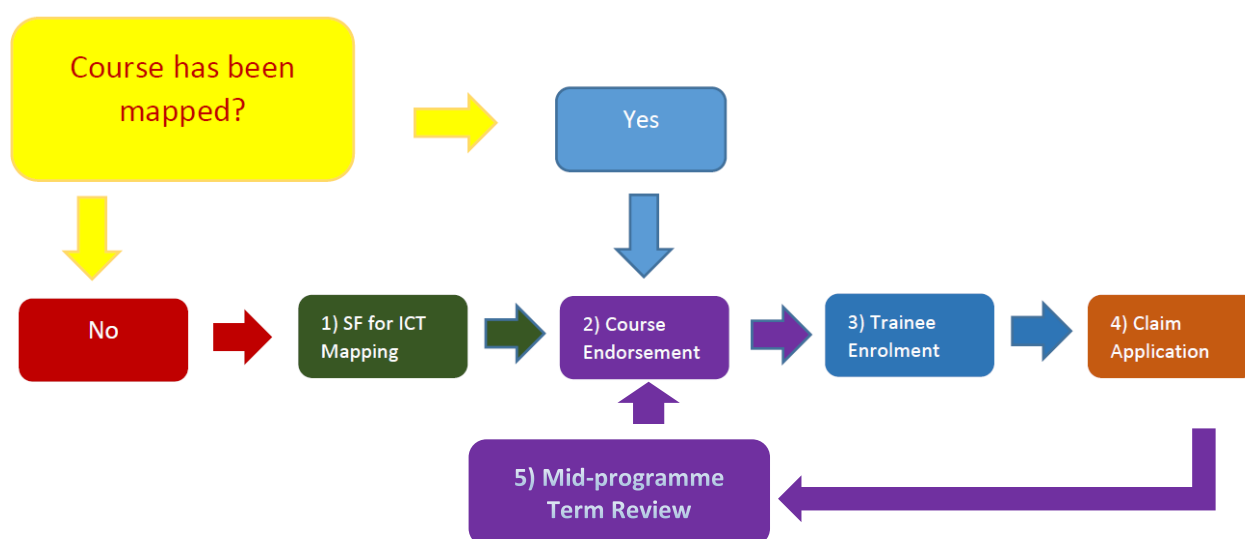 Course has been
mapped?
Yes
No
1) SF for ICT
Mapping
2) Course
Endorsement
3) Trainee
Enrolment
4) Claim
Application
5) Mid-programme
Term Review